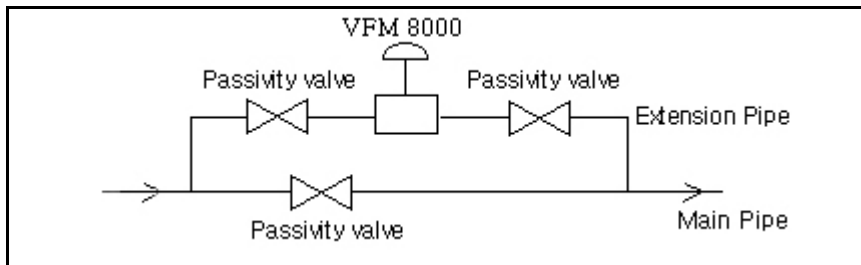 VFM 8000
Passivity valve
Passivity valve
Extension Pipe
Passivity valve
Main Pipe